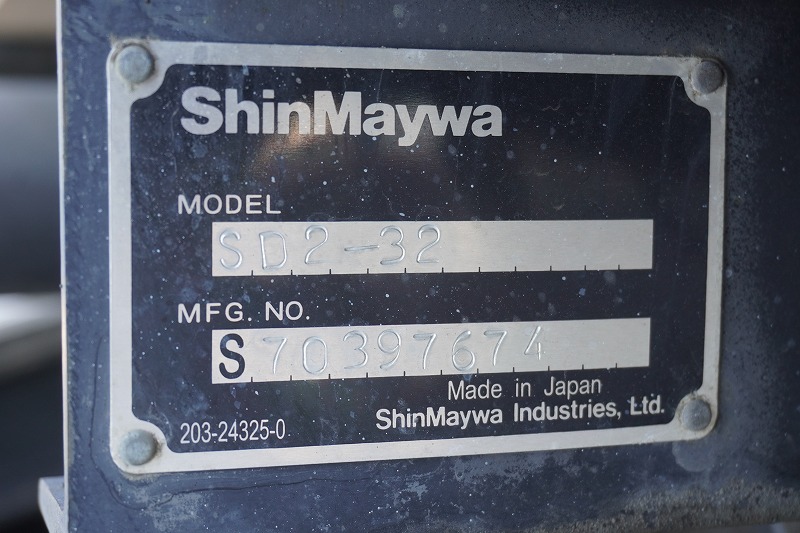 ShinMaywa
MODEL
SD2-32
MFG. NO.
S70397674
Made in Japan
203-24325-0
ShinMaywa Industries, Ltd.